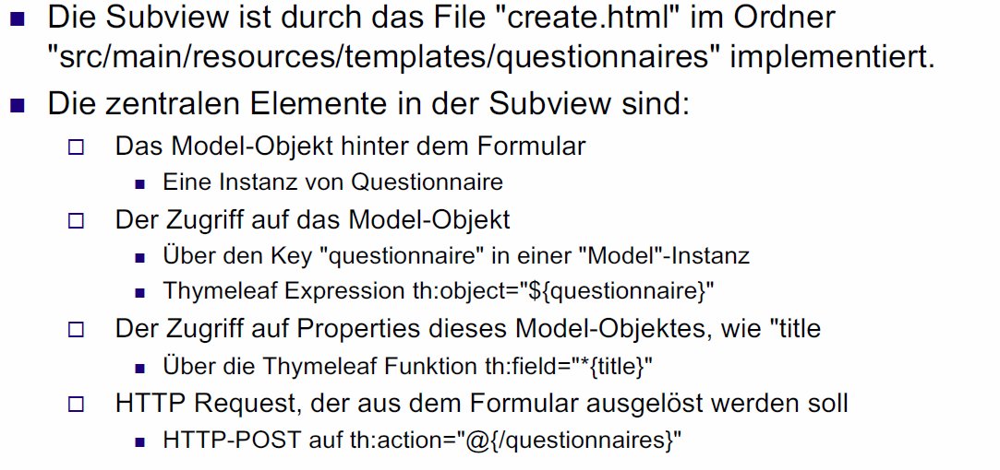 Die Subview ist durch das File "create.html" im Ordner
"src/main/resources/templates/questionnaires" implementiert.
Die zentralen Elemente in der Subview sind:
Das Model-Objekt hinter dem Formular
Eine Instanz von Questionnaire
Der Zugriff auf das Model-Objekt
Über den Key "questionnaire" in einer "Model"-Instanz
Thymeleaf Expression th:object="${questionnaire}"
Der Zugriff auf Properties dieses Model-Objektes, wie "title
Über die Thymeleaf Funktion th:field="*{title}"
HTTP Request, der aus dem Formular ausgelöst werden soll
HTTP-POST auf th:action="@{/questionnaires}"